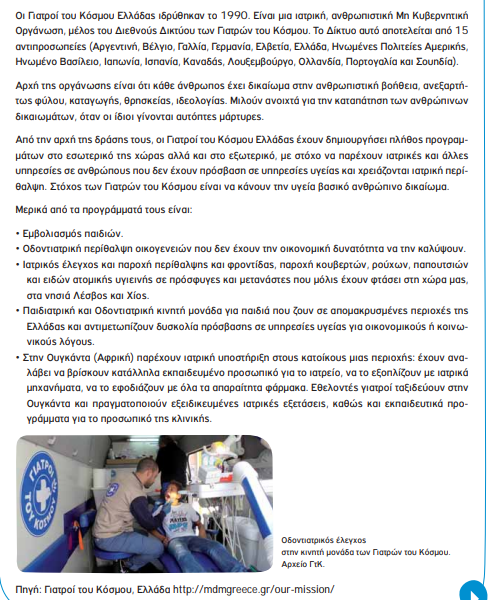 Οι Γιατροί του Κόσμου Ελλάδας ιδρύθηκαν το 1990. Είναι μια ιατρική, ανθρωπιστική Μη Κυβερνητική
Οργάνωση, μέλος του Διεθνούς Δικτύου των Γιατρών του Κόσμου. Το Δίκτυο αυτό αποτελείται από 15
αντιπροσωπείες (Αργεντινή, Βέλγιο, Γαλλία, Γερμανία, Ελβετία, Ελλάδα, Ηνωμένες Πολιτείες Αμερικής,
Ηνωμένο Βασίλειο, Ιαπωνία, Ισπανία, Καναδάς, Λουξεμβούργο, Ολλανδία, Πορτογαλία και Σουηδία).
Αρχή της οργάνωσης είναι ότι κάθε άνθρωπος έχει δικαίωμα στην ανθρωπιστική βοήθεια, ανεξαρτή-
τως φύλου, καταγωγής, θρησκείας, ιδεολογίας. Μιλούν ανοιχτά για την καταπάτηση των ανθρώπινων
δικαιωμάτων, όταν οι ίδιοι γίνονται αυτόπτες μάρτυρες.
Από την αρχή της δράσης τους, οι Γιατροί του Κόσμου Ελλάδας έχουν δημιουργήσει πλήθος προγραμ-
μάτων στο εσωτερικό της χώρας αλλά και στο εξωτερικό, με στόχο να παρέχουν ιατρικές και άλλες
υπηρεσίες σε ανθρώπους που δεν έχουν πρόσβαση σε υπηρεσίες υγείας και χρειάζονται ιατρική περί-
θαλψη. Στόχος των Γιατρών του Κόσμου είναι να κάνουν την υγεία βασικό ανθρώπινο δικαίωμα.
Μερικά από τα προγράμματά τους είναι:
• Εμβολιασμός παιδιών.
• Οδοντιατρική περίθαλψη οικογενειών που δεν έχουν την οικονομική δυνατότητα να την καλύψουν.
• Ιατρικός έλεγχος και παροχή περίθαλψης και φροντίδας, παροχή κουβερτών, ρούχων, παπουτσιών
και ειδών ατομικής υγιεινής σε πρόσφυγες και μετανάστες που μόλις έχουν φτάσει στη χώρα μας,
στα νησιά Λέσβος και Χίος.
• Παιδιατρική και Οδοντιατρική κινητή μονάδα για παιδιά που ζουν σε απομακρυσμένες περιοχές της
Ελλάδας και αντιμετωπίζουν δυσκολία πρόσβασης σε υπηρεσίες υγείας για οικονομικούς ή κοινω-
νικούς λόγους.
• Στην Ουγκάντα (Αφρική) παρέχουν ιατρική υποστήριξη στους κατοίκους μιας περιοχής: έχουν ανα-
λάβει να βρίσκουν κατάλληλα εκπαιδευμένο προσωπικό για το ιατρείο, να το εξοπλίζουν με ιατρικά
μηχανήματα, να το εφοδιάζουν με όλα τα απαραίτητα φάρμακα. Εθελοντές γιατροί ταξιδεύουν στην
Ουγκάντα και πραγματοποιούν εξειδικευμένες ιατρικές εξετάσεις, καθώς και εκπαιδευτικά προ-
γράμματα για το προσωπικό της κλινικής.
ΓΙΑΤΡΟΙ
ΤΟΥ ΚΟΣΜΟΥ
Οδοντιατρικός έλεγχος
στην κινητή μονάδα των Γιατρών του Κόσμου.
Αρχείο ΓτΚ.
Πηγή: Γιατροί του Κόσμου, Ελλάδα http://mdmgreece.gr/our-mission/